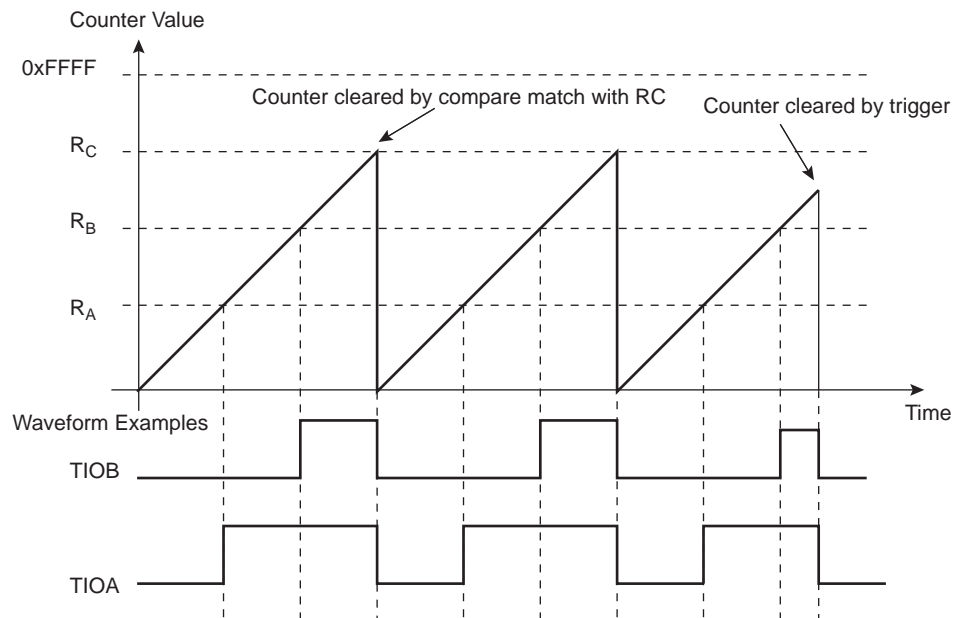 Counter Value
0xFFFF
Counter cleared by compare match with RC
Counter cleared by trigger
RC
RB
RA
Time
Waveform Examples
TIOB
TIOA